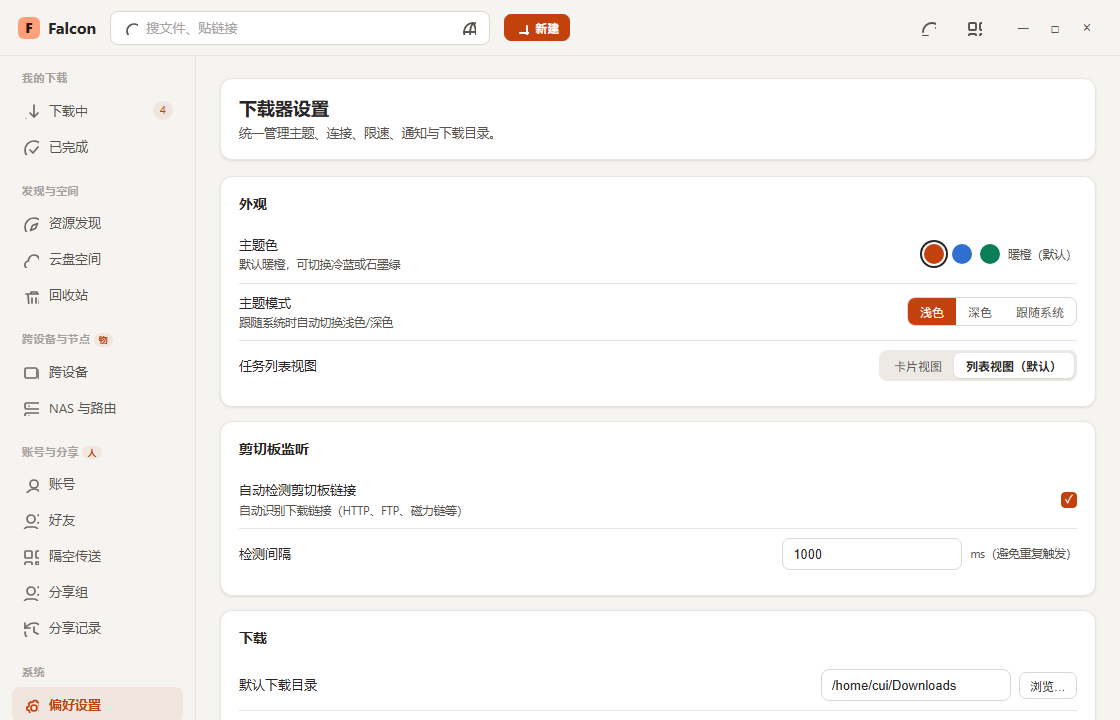 F Falcon
搜文件、贴链接
新建
我的下载
下载中 4
已完成
发现与空间
资源发现
云盘空间
回收站
跨设备与节点 物
跨设备
NAS 与路由
账号与分享 人
账号
好友
隔空传送
分享组
分享记录
系统
偏好设置
下载器设置
统一管理主题、连接、限速、通知与下载目录。
外观
主题色
默认暖橙，可切换冷蓝或石墨绿
暖橙（默认）
主题模式
跟随系统时自动切换浅色/深色
浅色 深色 跟随系统
任务列表视图
卡片视图 列表视图（默认）
剪切板监听
自动检测剪切板链接
自动识别下载链接（HTTP、FTP、磁力链等）
检测间隔
1000 ms（避免重复触发）
下载
默认下载目录
/home/cui/Downloads 浏览...